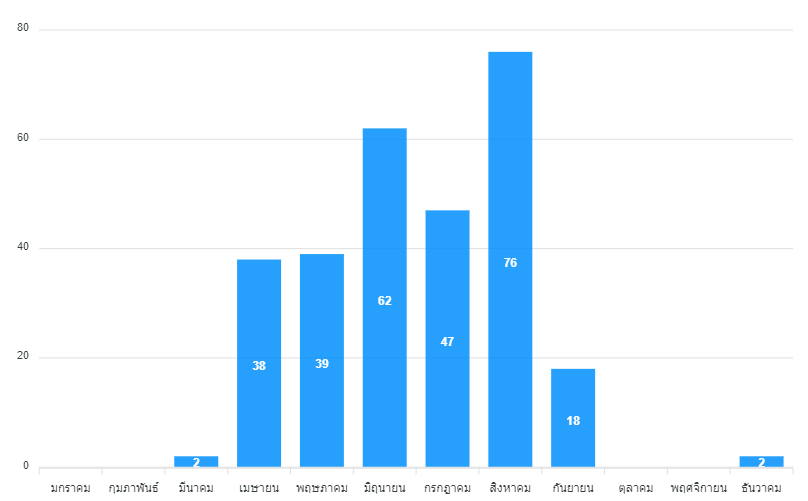 80
60
40
20
0
2
38
39
62
47
76
18
2
มกราคม
กุมภาพันธ์
มีนาคม
เมษายน
พฤษภาคม
มิถุนายน
กรกฎาคม
สิงหาคม
กันยายน
ตุลาคม
พฤศจิกายน
ธันวาคม